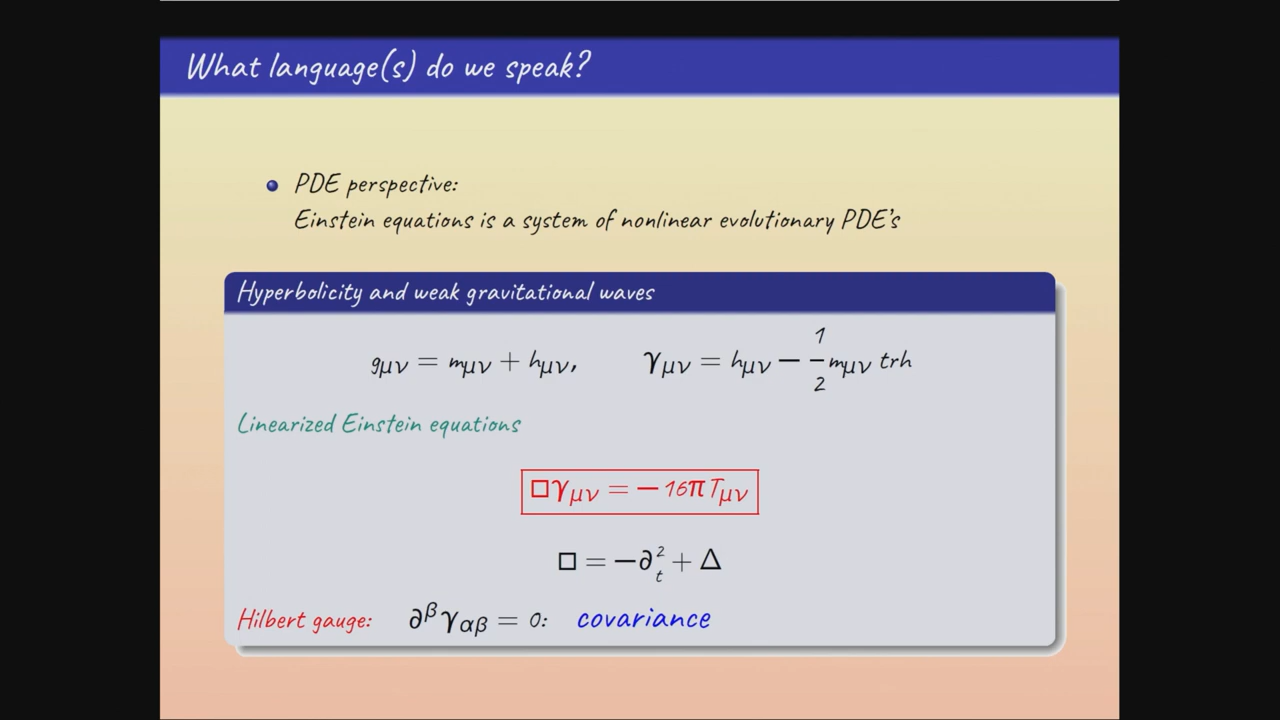 What language(s) do we speak?
PDE perspective:
Einstein equations is a system of nonlinear evolutionary PDE's
Hyperbolicity and weak gravitational waves
gμν = mμν + hμν, γμν = hμν − 1/2 mμν trh
Linearized Einstein equations
□γμν = −16πTμν
□ = −∂²ₜ + Δ
Hilbert gauge: ∂^βγαβ = 0: covariance